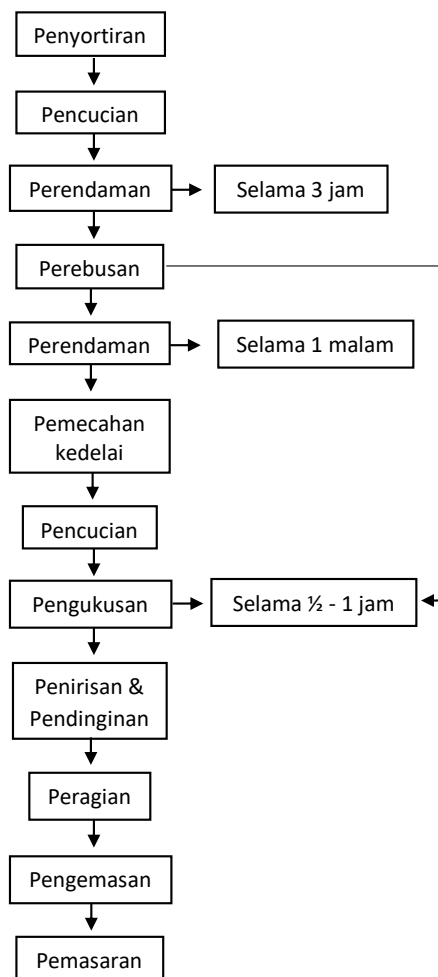 Penyortiran
Pencucian
Perendaman
Selama 3 jam
Perebusan
Perendaman
Selama 1 malam
Pemecahan
kedelai
Pencucian
Pengukusan
Selama ½ - 1 jam
Penirisan &
Pendinginan
Peragian
Pengemasan
Pemasaran